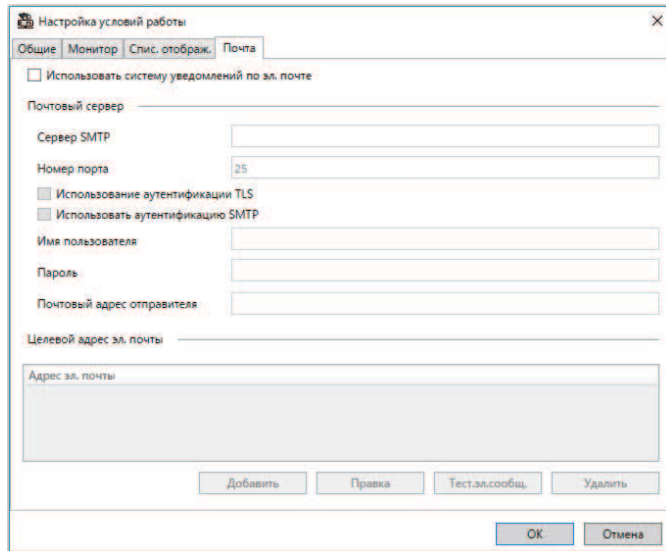 Настройка условий работы
Общие Монитор Спис. отображ. Почта
Использовать систему уведомлений по эл. почте
Почтовый сервер
Сервер SMTP
Номер порта 25
Использование аутентификации TLS
Использовать аутентификацию SMTP
Имя пользователя
Пароль
Почтовый адрес отправителя
Целевой адрес эл. почты
Адрес эл. почты
Добавить Правка Тест.эл.сообщ. Удалить
OK Отмена